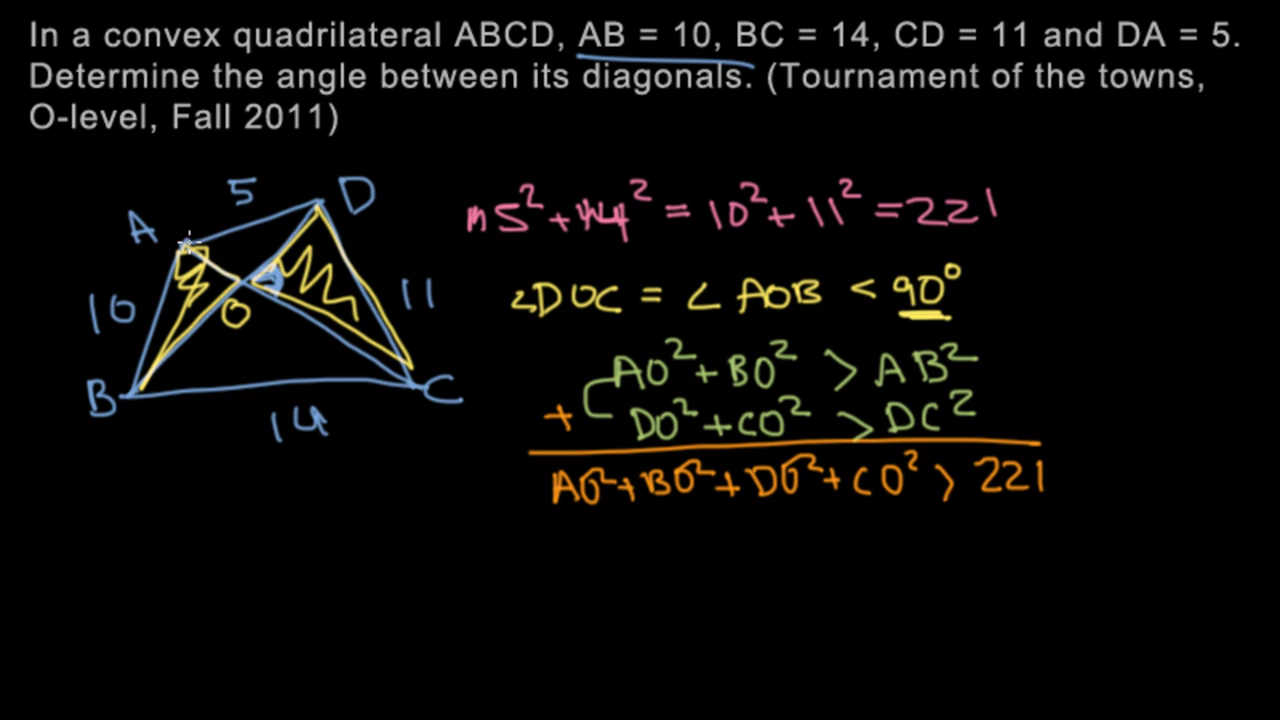 In a convex quadrilateral ABCD, AB = 10, BC = 14, CD = 11 and DA = 5.
Determine the angle between its diagonals. (Tournament of the towns,
O-level, Fall 2011)
5
D
A
5² + 14² = 10² + 11² = 221
10
O
11
∠DOC = ∠AOB < 90°
AO² + BO² > AB²
B
C
+ DO² + CO² > DC²
14
AO² + BO² + DO² + CO² > 221